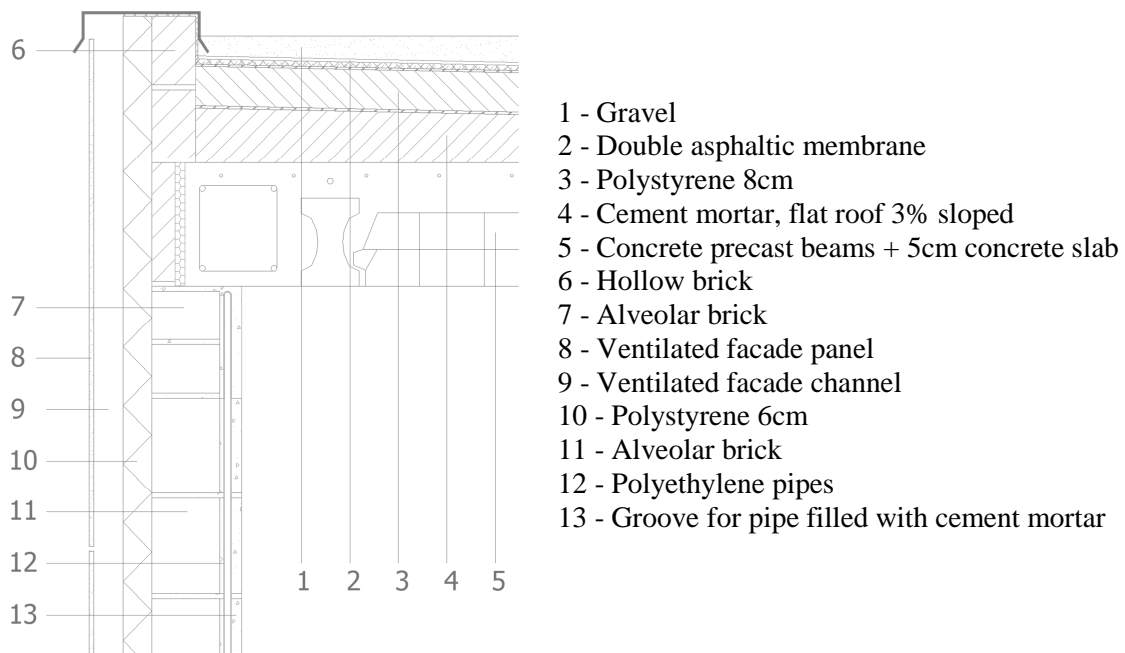 6
7
8
9
10
11
12
13
1 2 3 4 5
1 - Gravel
2 - Double asphaltic membrane
3 - Polystyrene 8cm
4 - Cement mortar, flat roof 3% sloped
5 - Concrete precast beams + 5cm concrete slab
6 - Hollow brick
7 - Alveolar brick
8 - Ventilated facade panel
9 - Ventilated facade channel
10 - Polystyrene 6cm
11 - Alveolar brick
12 - Polyethylene pipes
13 - Groove for pipe filled with cement mortar